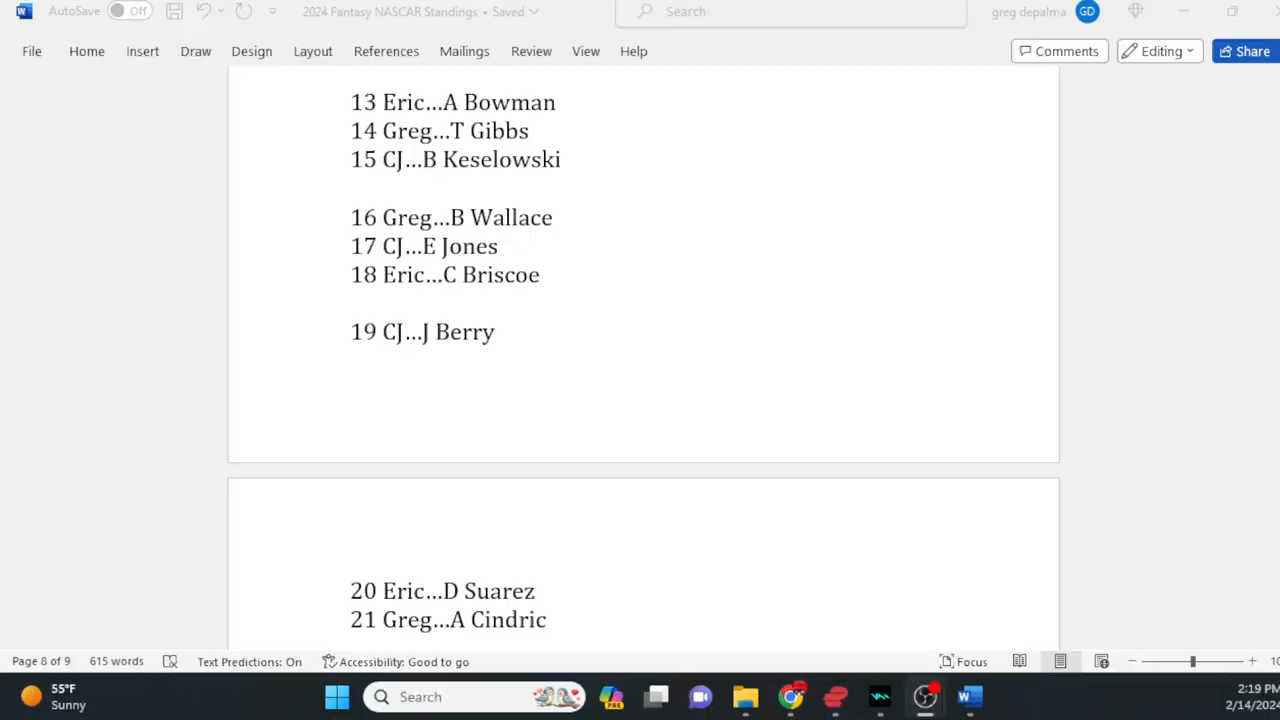 AutoSave Off 2024 Fantasy NASCAR Standings • Saved Search greg depalma GD
File Home Insert Draw Design Layout References Mailings Review View Help Comments Editing Share
13 Eric...A Bowman
14 Greg...T Gibbs
15 CJ...B Keselowski
16 Greg...B Wallace
17 CJ...E Jones
18 Eric...C Briscoe
19 CJ...J Berry
20 Eric...D Suarez
21 Greg...A Cindric
Page 8 of 9 615 words Text Predictions: On Accessibility: Good to go Focus 10
55°F
Sunny
Search
PRE
2:19 PM
2/14/2024